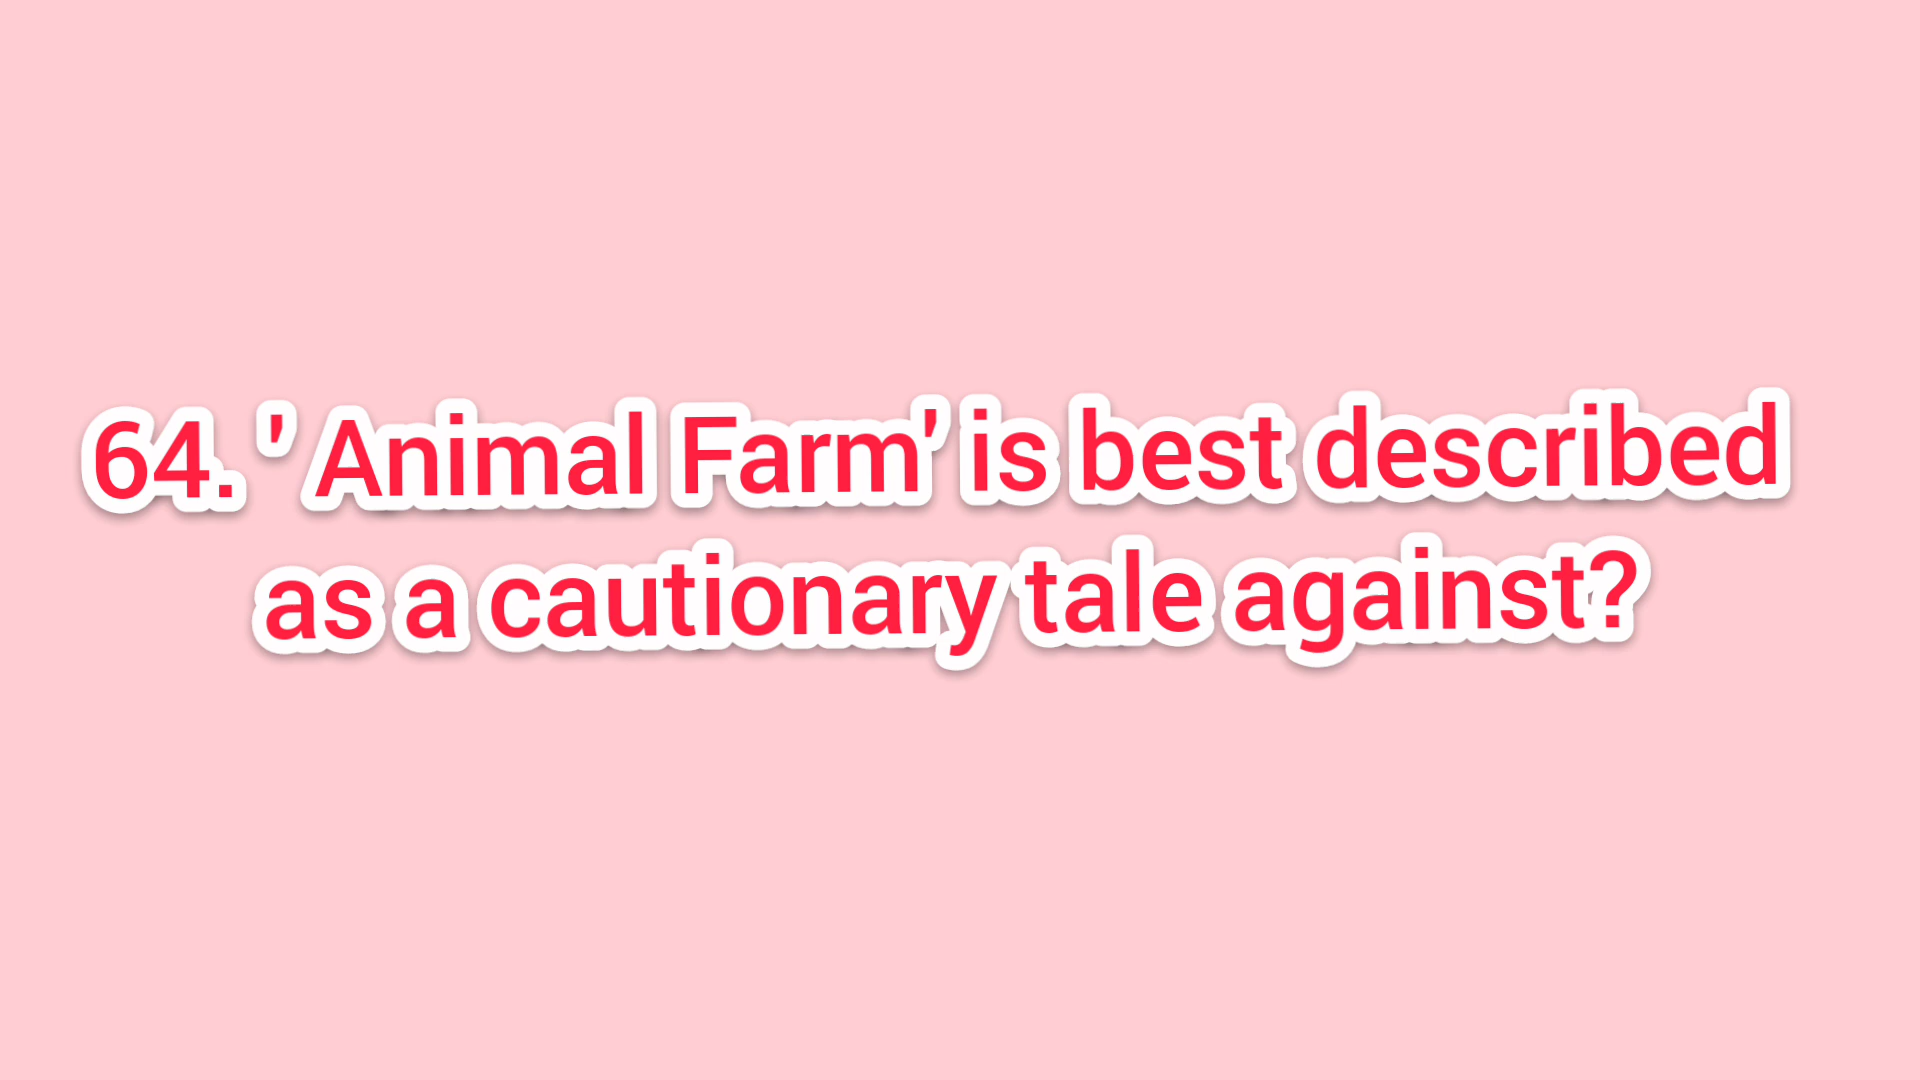 64. ' Animal Farm' is best described
as a cautionary tale against?